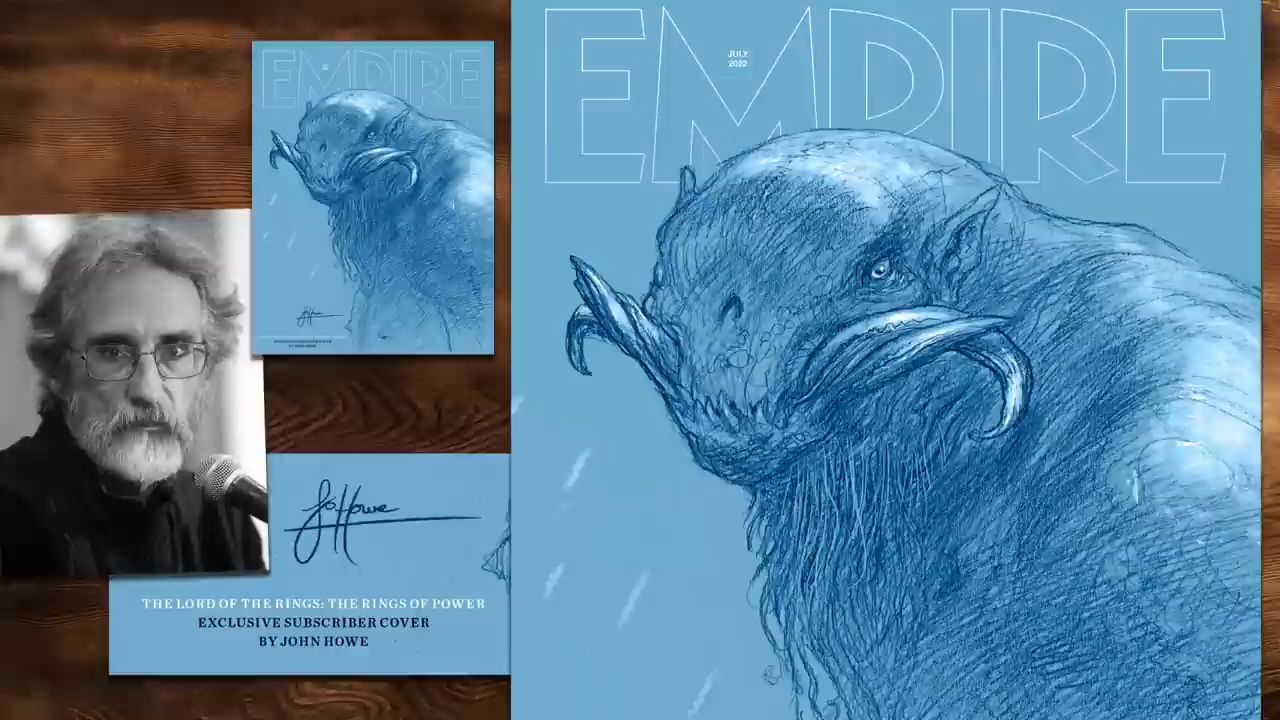 EMPIRE
JULY
2022
EMPIRE
Howe
THE LORD OF THE RINGS: THE RINGS OF POWER
EXCLUSIVE SUBSCRIBER COVER
BY JOHN HOWE